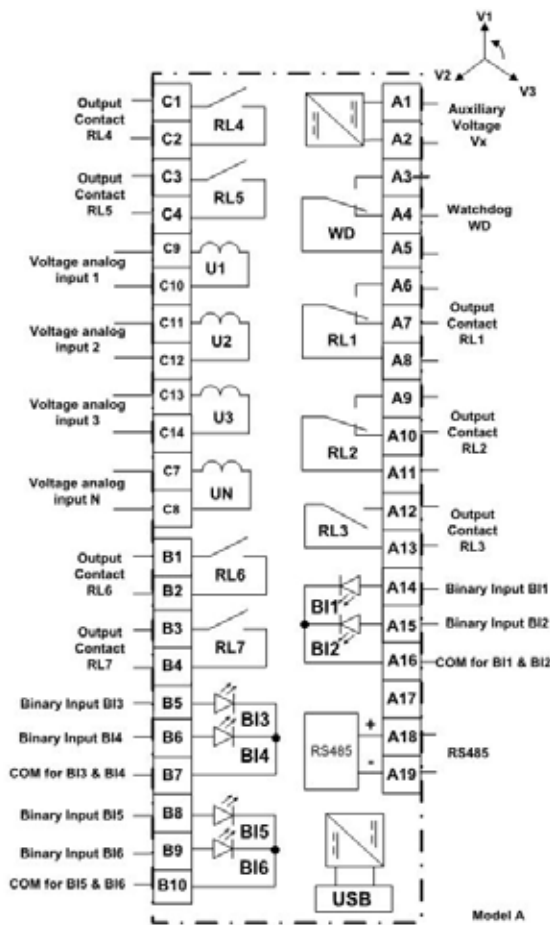 V1
V2
V3
Output
Contact
RL4
C1
C2
RL4
Output
Contact
RL5
C3
C4
RL5
Voltage analog
input 1
C9
C10
U1
Voltage analog
input 2
C11
C12
U2
Voltage analog
input 3
C13
C14
U3
Voltage analog
input N
C7
C8
UN
Output
Contact
RL6
B1
B2
RL6
Output
Contact
RL7
B3
B4
RL7
Binary Input BI3
B5
BI3
Binary Input BI4
B6
BI4
COM for BI3 & BI4
B7
Binary Input BI5
B8
BI5
Binary Input BI6
B9
BI6
COM for BI5 & BI6
B10
A1
A2
Auxiliary
Voltage
Vx
A3
A4
A5
WD
Watchdog
WD
A6
A7
A8
RL1
Output
Contact
RL1
A9
A10
A11
RL2
Output
Contact
RL2
A12
A13
RL3
Output
Contact
RL3
BI1
A14
Binary Input BI1
BI2
A15
Binary Input BI2
A16
COM for BI1 & BI2
A17
RS485
+
-
A18
A19
RS485
USB
Model A